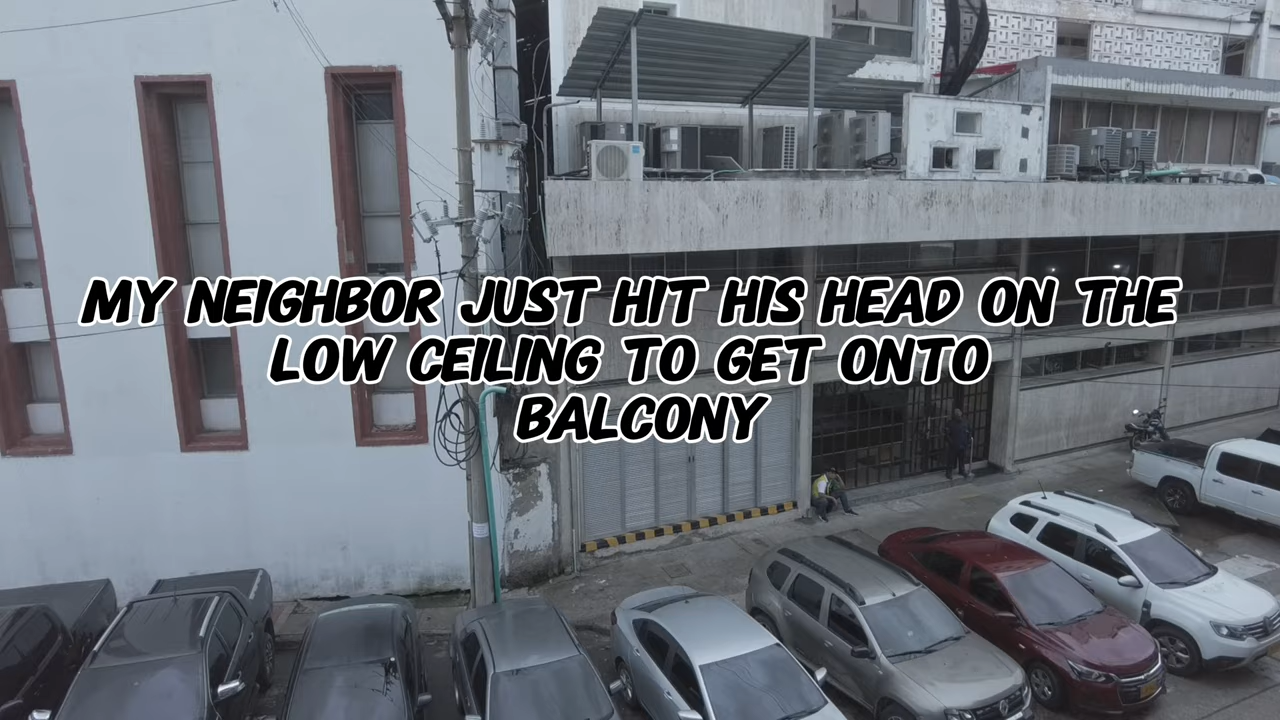 MY NEIGHBOR JUST HIT HIS HEAD ON THE
LOW CEILING TO GET ONTO
BALCONY